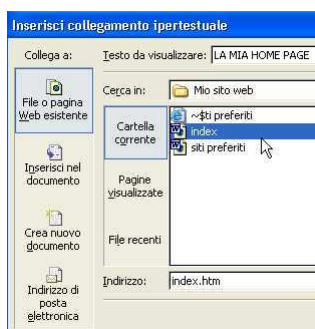 Inserisci collegamento ipertestuale
Collega a:
Testo da visualizzare: LA MIA HOME PAGE
File o pagina
Web esistente
Cerca in:
Mio sito web
Cartella
corrente
~$ti preferiti
index
siti preferiti
Inserisci nel
documento
Pagine
visualizzate
Crea nuovo
documento
File recenti
Indirizzo di
posta
elettronica
Indirizzo:
index.htm